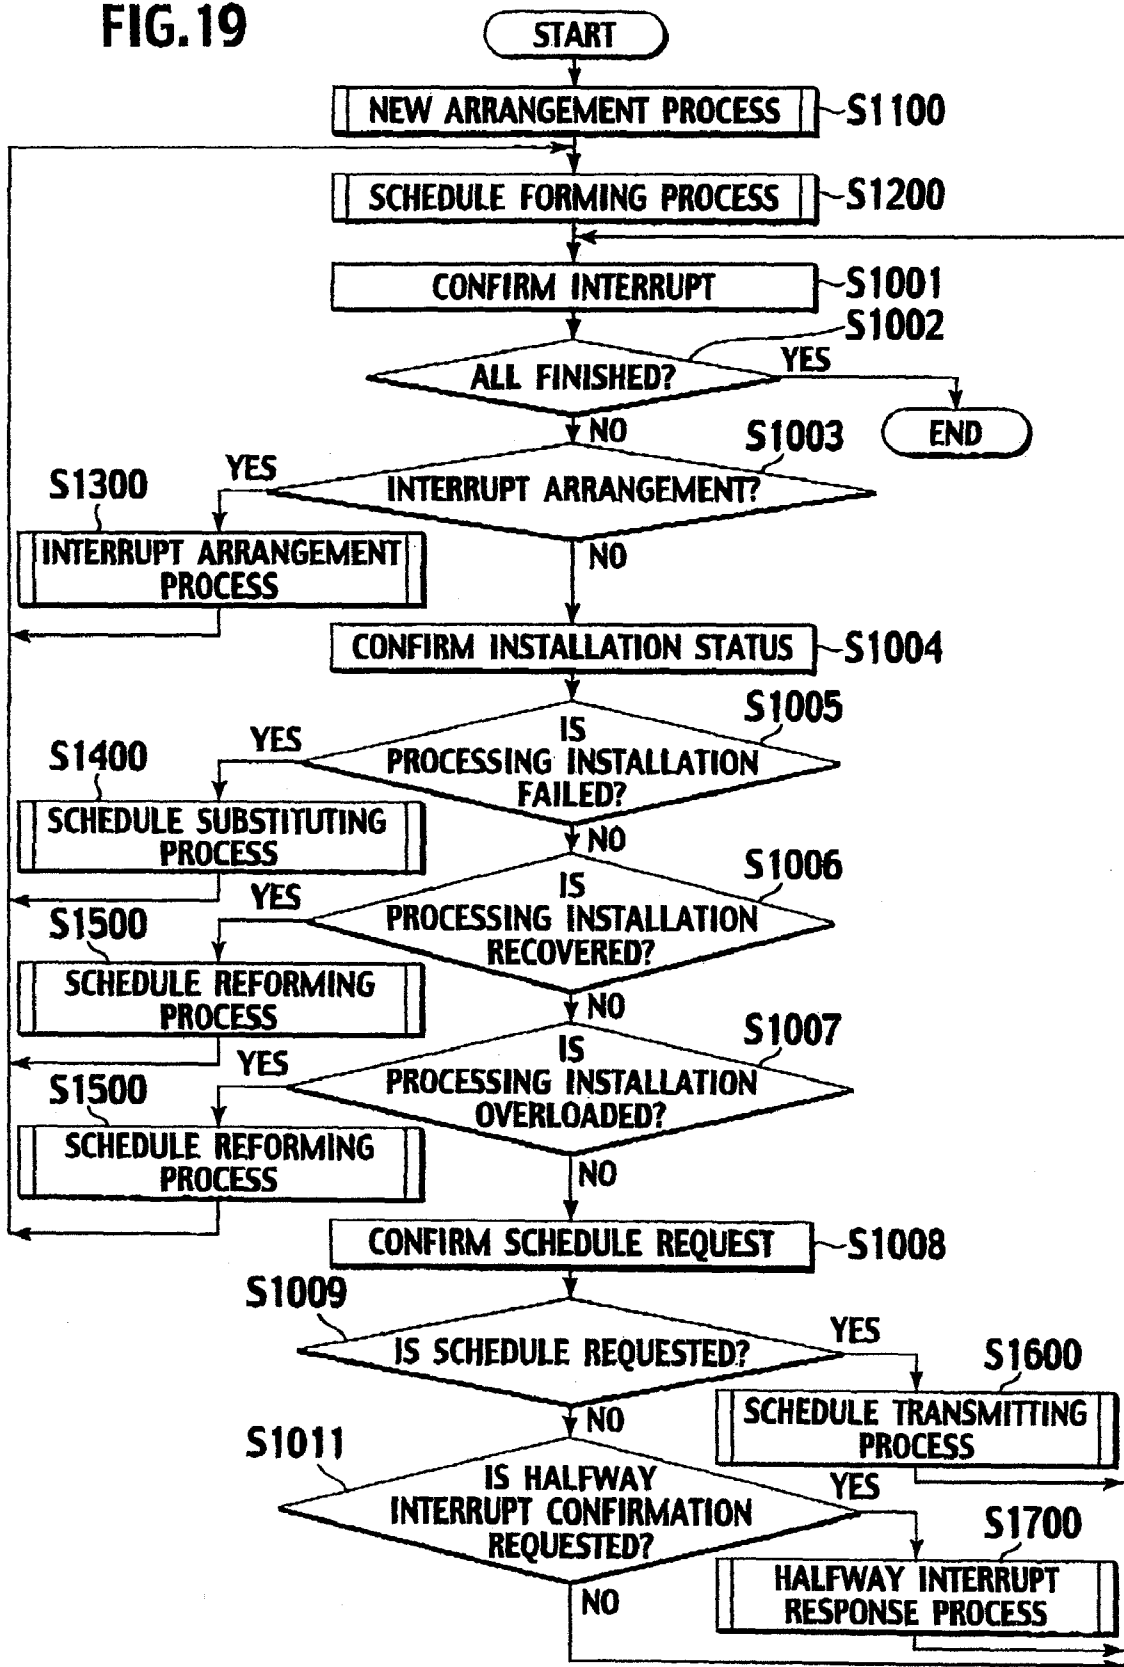 FIG.19
START
NEW ARRANGEMENT PROCESS
S1100
SCHEDULE FORMING PROCESS
S1200
CONFIRM INTERRUPT
S1001
S1002
ALL FINISHED?
YES
NO
END
S1003
INTERRUPT ARRANGEMENT?
YES
NO
S1300
INTERRUPT ARRANGEMENT
PROCESS
CONFIRM INSTALLATION STATUS
S1004
S1005
IS
PROCESSING INSTALLATION
FAILED?
YES
NO
S1400
SCHEDULE SUBSTITUTING
PROCESS
S1006
IS
PROCESSING INSTALLATION
RECOVERED?
YES
NO
S1500
SCHEDULE REFORMING
PROCESS
S1007
IS
PROCESSING INSTALLATION
OVERLOADED?
YES
NO
S1500
SCHEDULE REFORMING
PROCESS
CONFIRM SCHEDULE REQUEST
S1008
S1009
IS SCHEDULE REQUESTED?
YES
NO
S1600
SCHEDULE TRANSMITTING
PROCESS
S1011
IS HALFWAY
INTERRUPT CONFIRMATION
REQUESTED?
YES
NO
S1700
HALFWAY INTERRUPT
RESPONSE PROCESS